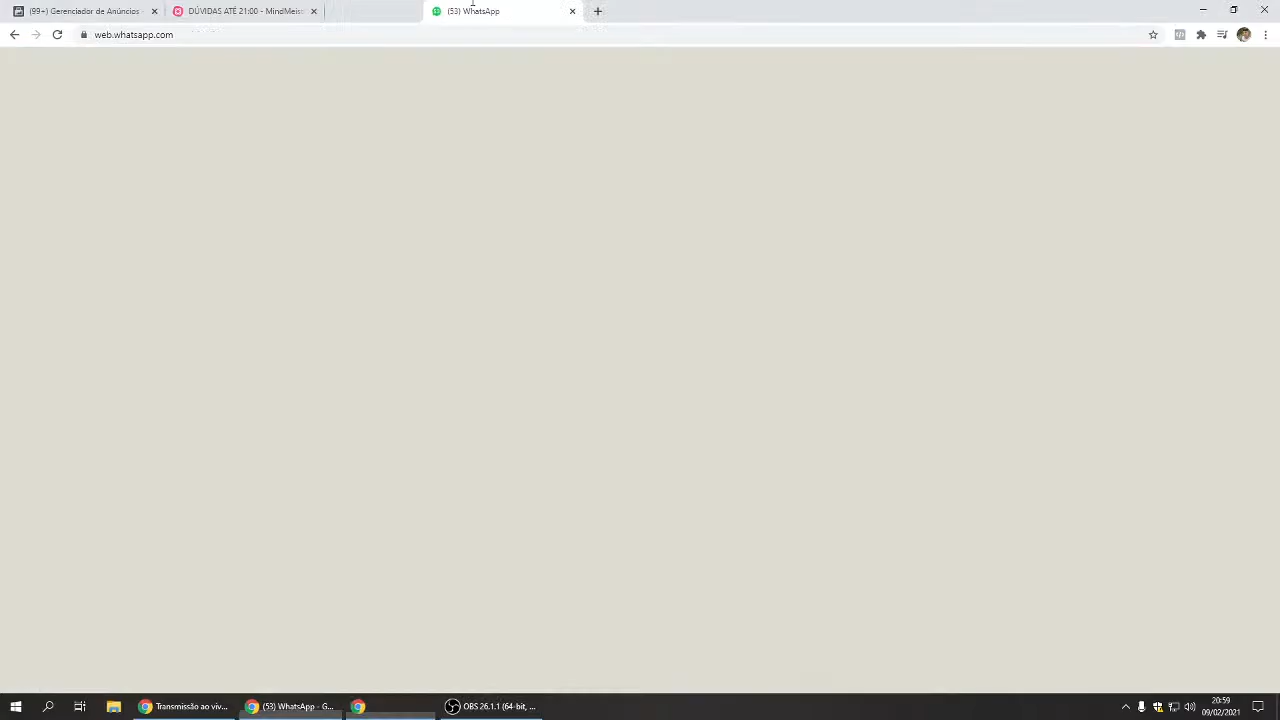 (99+) Gerenciador de Anúncios
DÚVIDAS ATÉ 21:00 - MindMeis
(53) WhatsApp
web.whatsapp.com
Transmissão ao viv...
(53) WhatsApp - G...
OBS 26.1.1 (64-bit, ...
20:59
09/02/2021